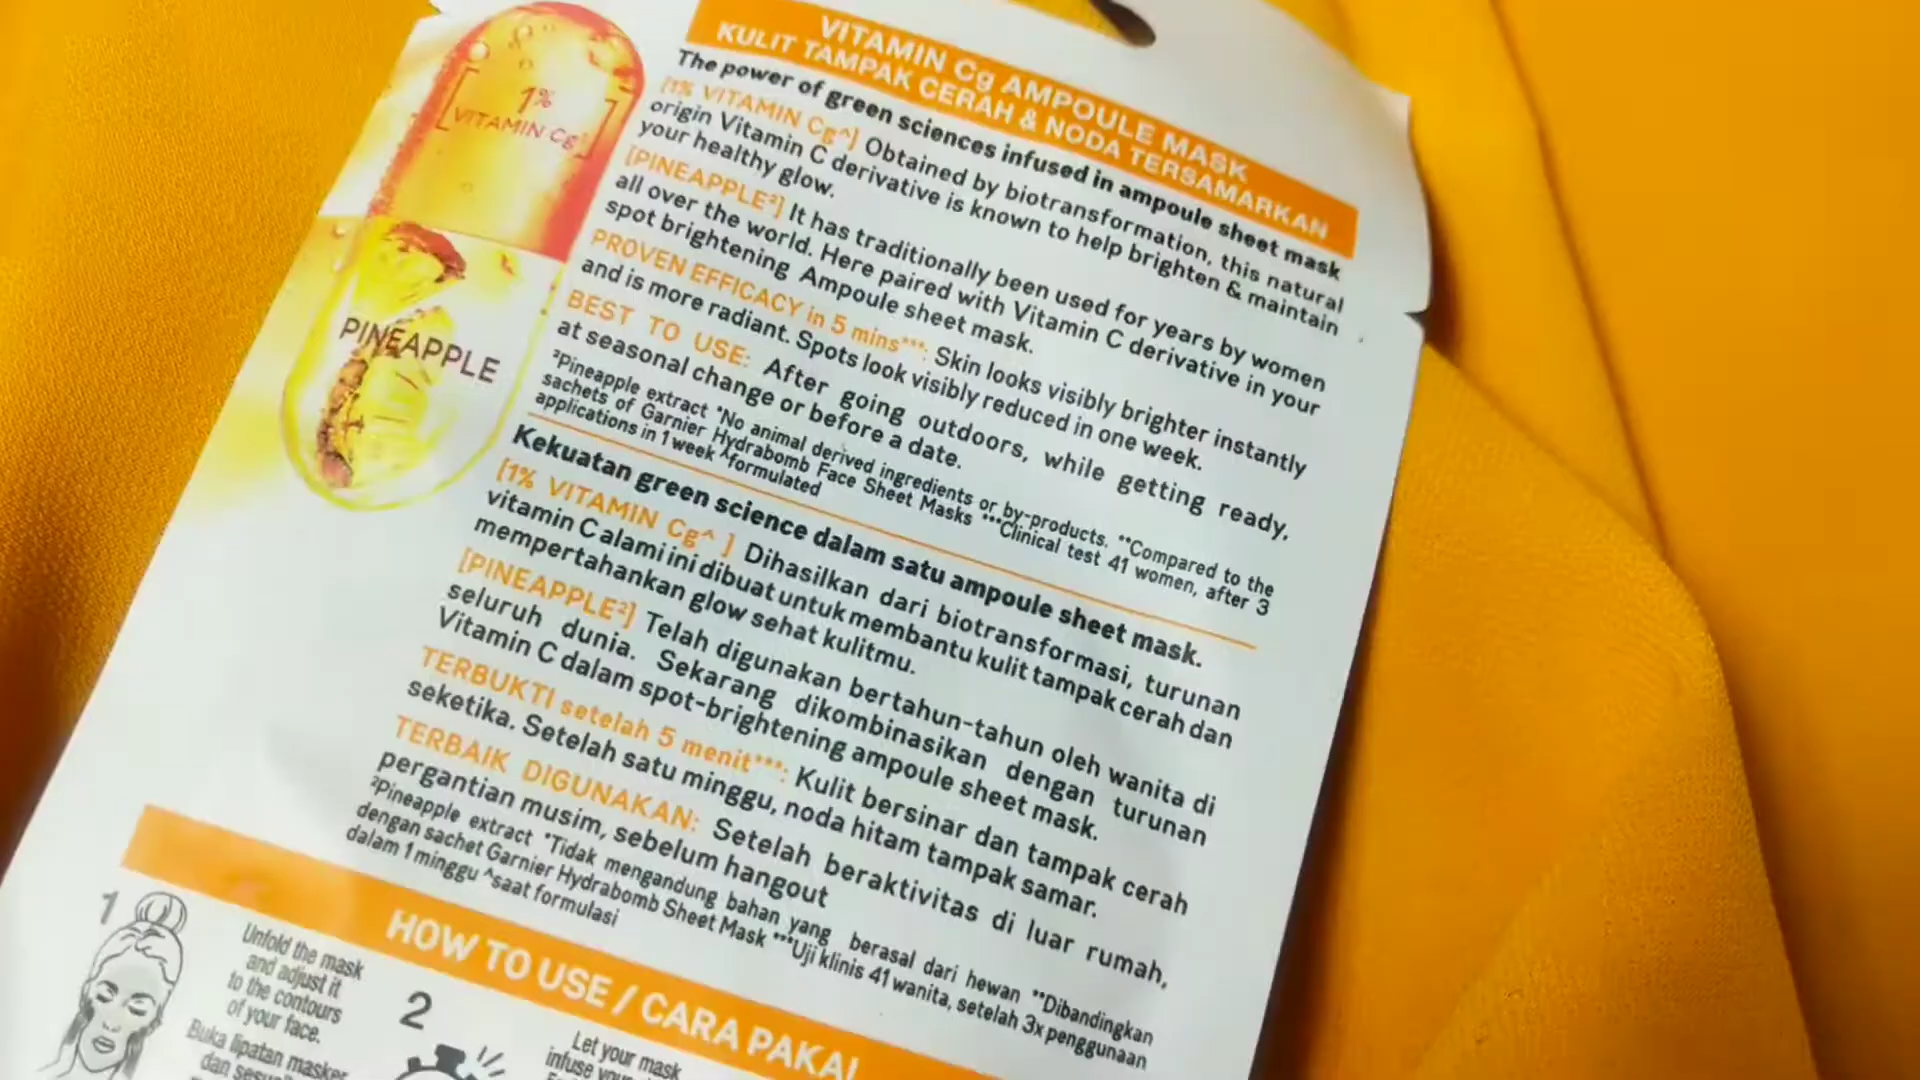 1%
[VITAMIN Cg]
PINEAPPLE
VITAMIN Cg AMPOULE MASK
KULIT TAMPAK CERAH & NODA TERSAMARKAN
The power of green sciences infused in ampoule sheet mask
[1% VITAMIN Cg^] Obtained by biotransformation, this natural
origin Vitamin C derivative is known to help brighten & maintain
your healthy glow.
[PINEAPPLE²] It has traditionally been used for years by women
all over the world. Here paired with Vitamin C derivative in your
spot brightening Ampoule sheet mask.
PROVEN EFFICACY in 5 mins***: Skin looks visibly brighter instantly
and is more radiant. Spots look visibly reduced in one week.
BEST TO USE: After going outdoors, while getting ready,
at seasonal change or before a date.
²Pineapple extract *No animal derived ingredients or by-products. **Compared to the
sachets of Garnier Hydrabomb Face Sheet Masks ***Clinical test 41 women, after 3
applications in 1 week ^formulated
Kekuatan green science dalam satu ampoule sheet mask.
[1% VITAMIN Cg^ ] Dihasilkan dari biotransformasi, turunan
vitamin C alami ini dibuat untuk membantu kulit tampak cerah dan
mempertahankan glow sehat kulitmu.
[PINEAPPLE²] Telah digunakan bertahun-tahun oleh wanita di
seluruh dunia. Sekarang dikombinasikan dengan turunan
Vitamin C dalam spot-brightening ampoule sheet mask.
TERBUKTI setelah 5 menit***: Kulit bersinar dan tampak cerah
seketika. Setelah satu minggu, noda hitam tampak samar.
TERBAIK DIGUNAKAN: Setelah beraktivitas di luar rumah,
pergantian musim, sebelum hangout
²Pineapple extract *Tidak mengandung bahan yang berasal dari hewan **Dibandingkan
dengan sachet Garnier Hydrabomb Sheet Mask ***Uji klinis 41 wanita, setelah 3x penggunaan
dalam 1 minggu ^saat formulasi
HOW TO USE / CARA PAKAI
1
Unfold the mask
and adjust it
to the contours
of your face.
Buka lipatan masker
dan
2
Let your mask
infuse